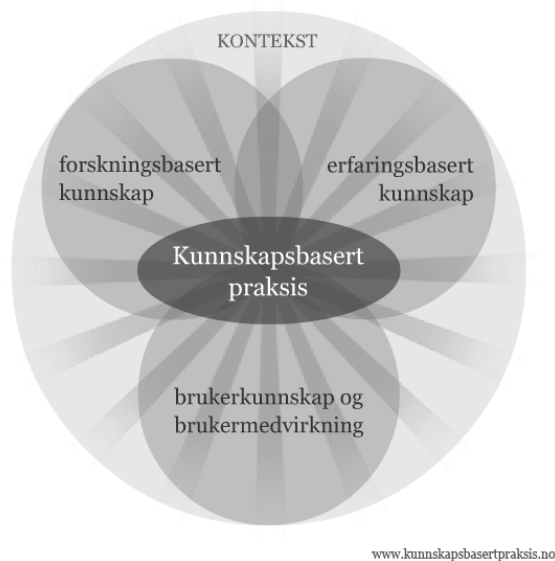 KONTEKST
forskningsbasert
kunnskap
erfaringsbasert
kunnskap
Kunnskapsbasert
praksis
brukerkunnskap og
brukermedvirkning
www.kunnskapsbasertpraksis.no